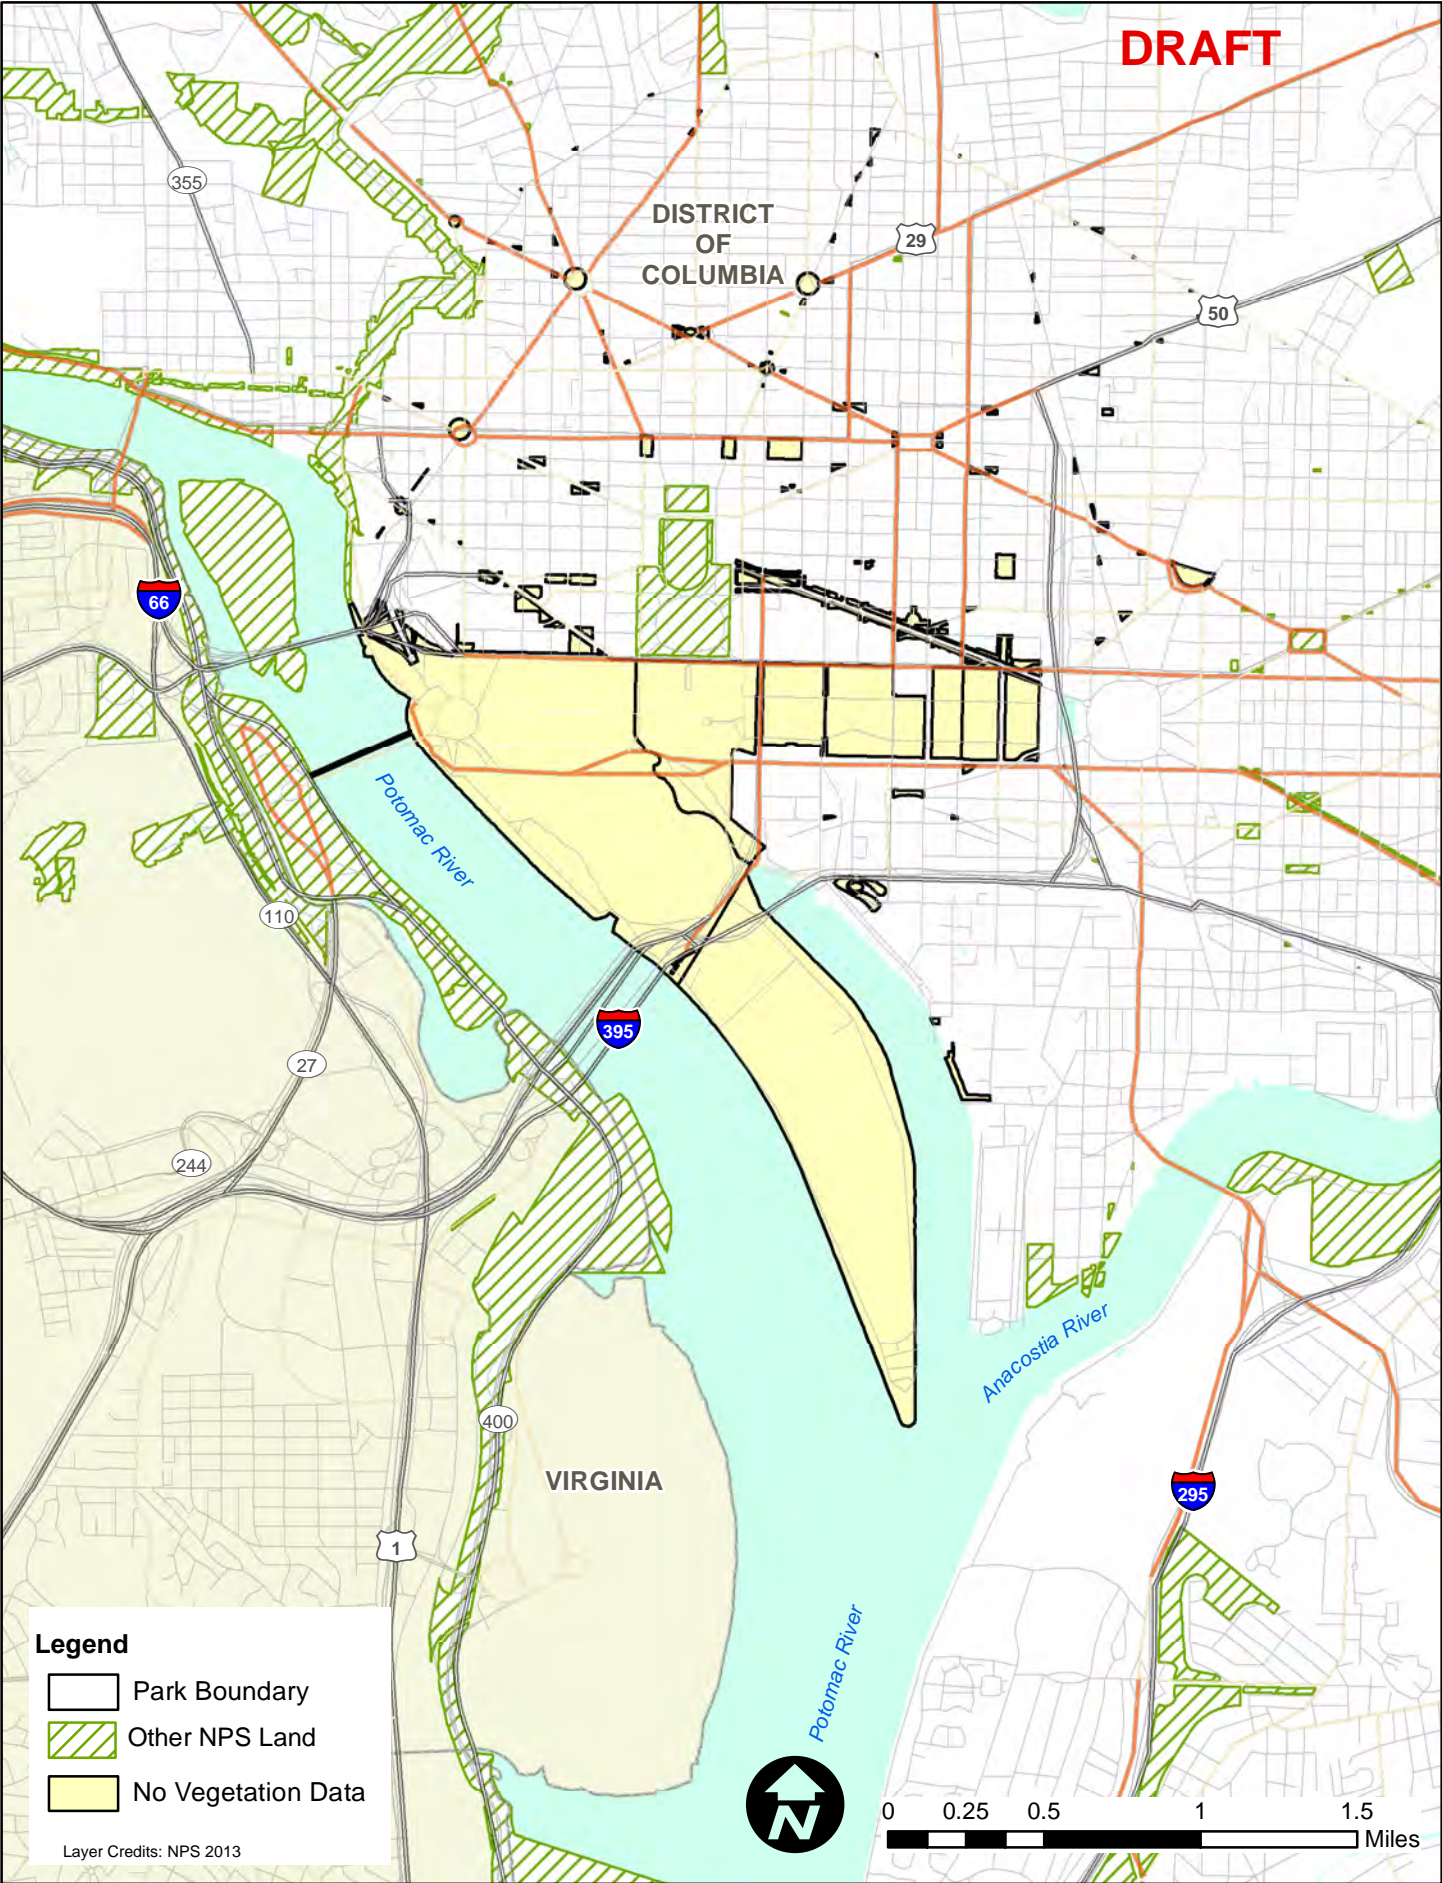 DRAFT
355
DISTRICT
OF
COLUMBIA
29
50
66
Potomac River
110
395
27
244
Anacostia River
400
VIRGINIA
295
1
Potomac River
Legend
Park Boundary
Other NPS Land
No Vegetation Data
Layer Credits: NPS 2013
N
0 0.25 0.5 1 1.5
Miles